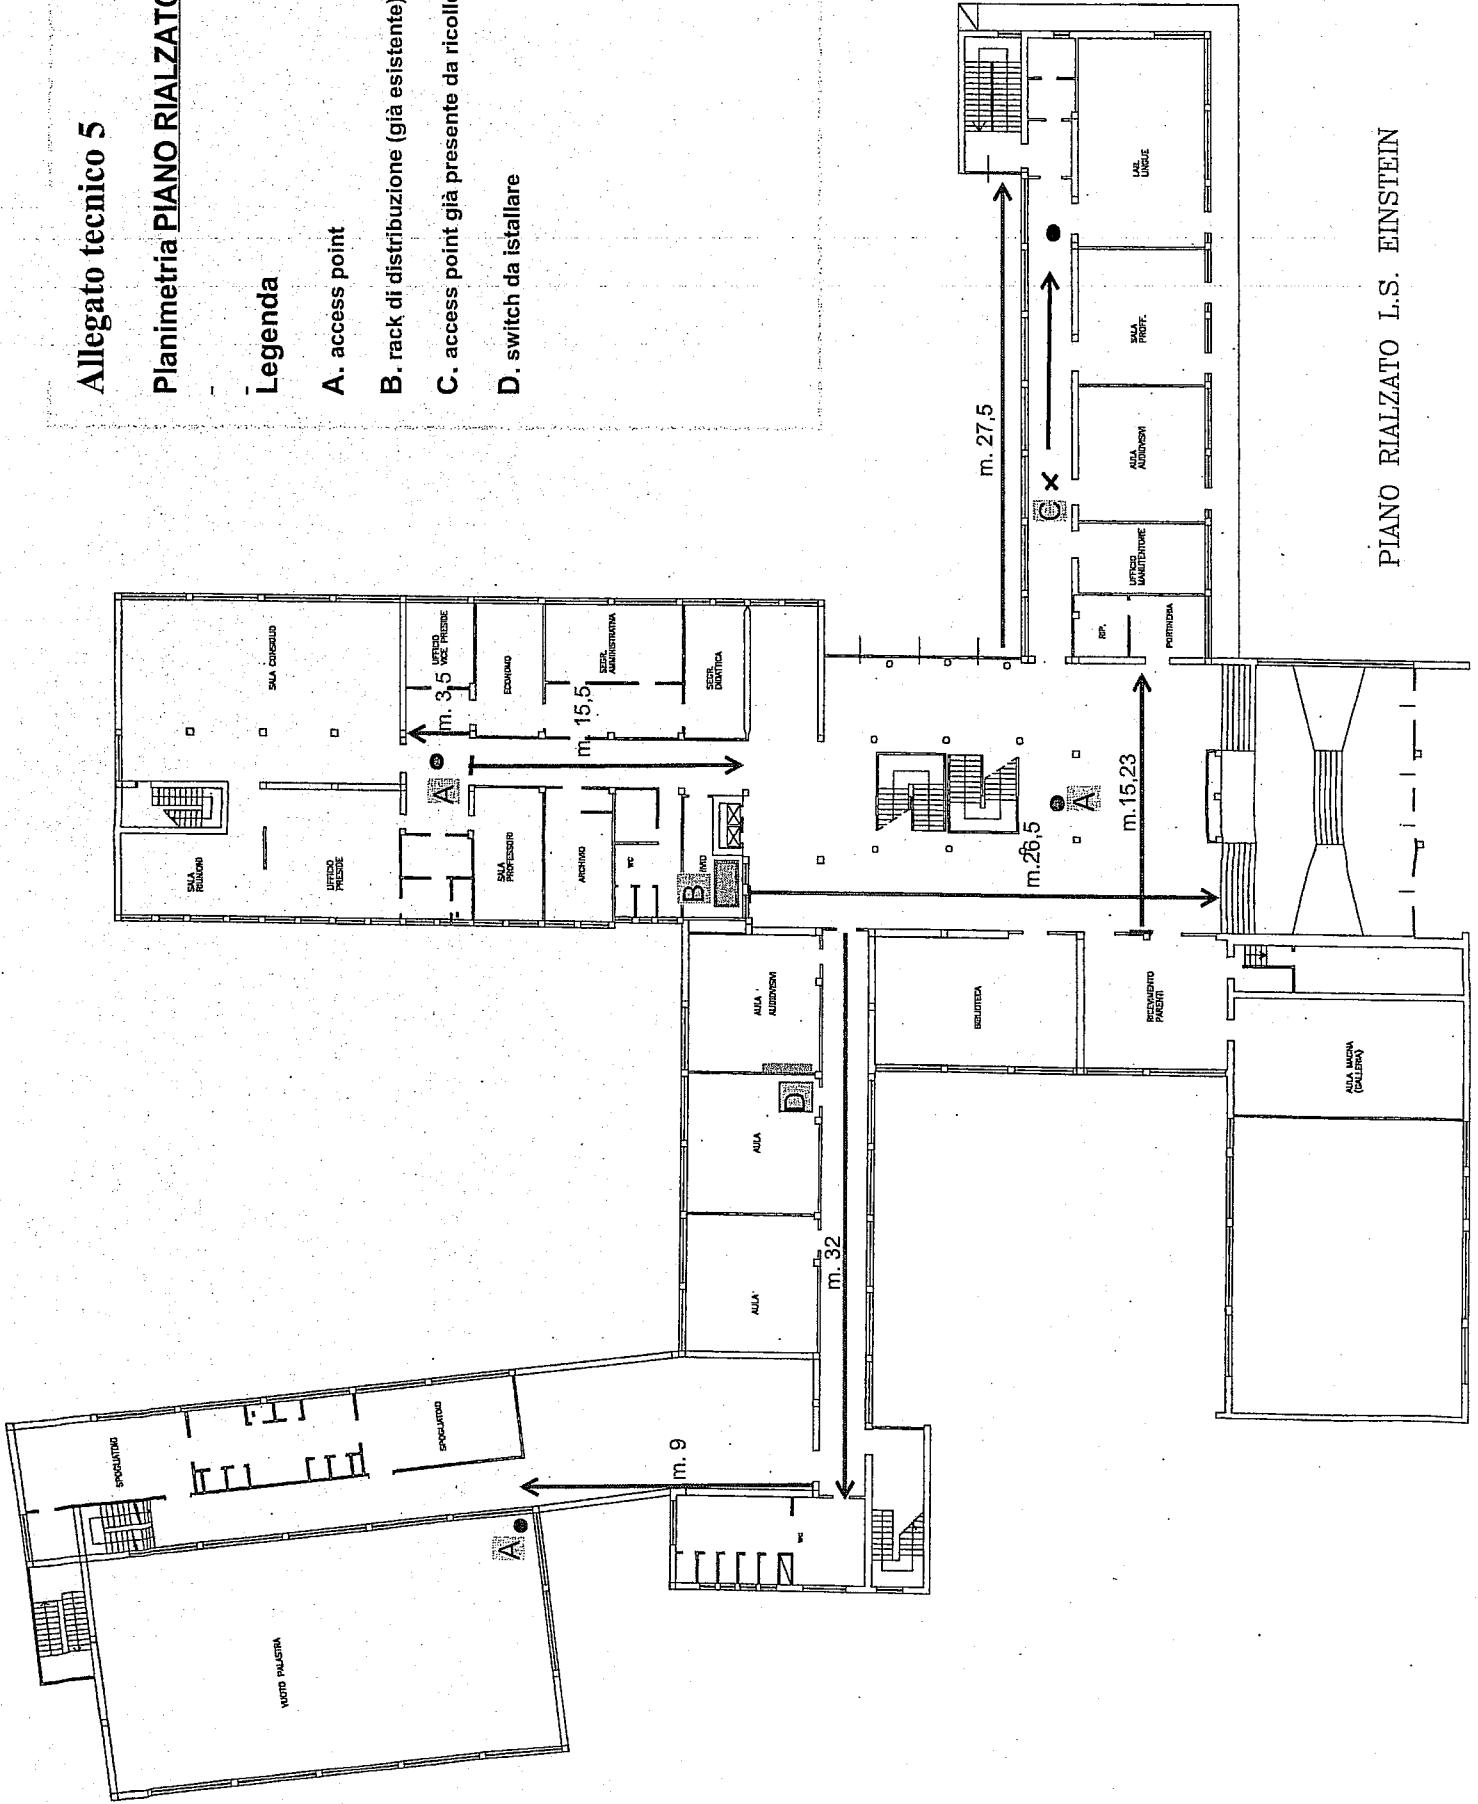 Allegato tecnico 5
Planimetria PIANO RIALZATO
Legenda
A. access point
B. rack di distribuzione (già esistente)
C. access point già presente da ricollo
D. switch da istallare
SPOGLIATOIO
SPOGLIATOIO
VUOTO PALASTRA
A
m. 9
WC
SALA CONSIGLIO
SALA RIUNIONI
UFFICIO PRESIDE
UFFICIO VICE PRESIDE
m. 3,5
A
ECONOMO
SALA PROFESSORI
SEGR. AMMINISTRATIVA
m. 15,5
ARCHIVIO
WC
SEGR. DIDATTICA
B
AULA AUDIOVISIVI
AULA
D
AULA
m. 32
BIBLIOTECA
RICEVIMENTO PARENTI
AULA MAGNA (GALLERIA)
m.26,5
A
m.15,23
m. 27,5
C
RIP.
PORTINERIA
UFFICIO MANUTENTORE
AULA AUDIOVISIVI
SALA PROFF.
LAB. LINGUE
PIANO RIALZATO L.S. EINSTEIN